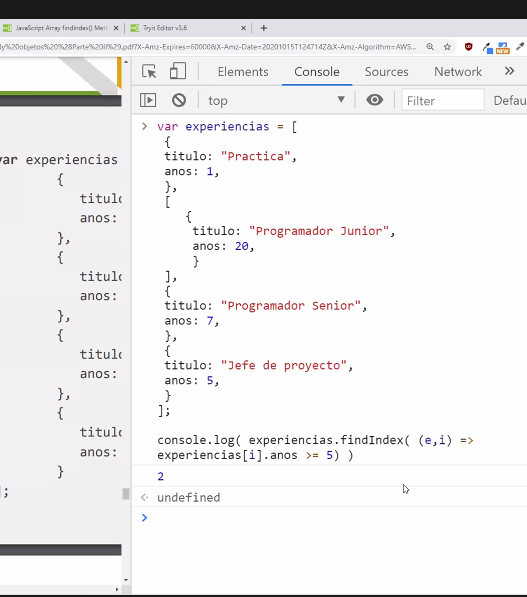 JavaScript Array findIndex() Met
Tryit Editor v3.6
dy%20objetos%20%28Parte%20II%29.pdf?X-Amz-Expires=60000&X-Amz-Date=20201015T124714Z&X-Amz-Algorithm=AWS...
Elements Console Sources Network
top Filter Defau
var experiencias
{
titulo
anos:
},
{
titulo
anos:
},
{
titulo
anos:
},
{
titulo
anos:
}
];
var experiencias = [
{
titulo: "Practica",
anos: 1,
},
[
{
titulo: "Programador Junior",
anos: 20,
}
],
{
titulo: "Programador Senior",
anos: 7,
},
{
titulo: "Jefe de proyecto",
anos: 5,
}
];
console.log( experiencias.findIndex( (e,i) =>
experiencias[i].anos >= 5) )
2
undefined